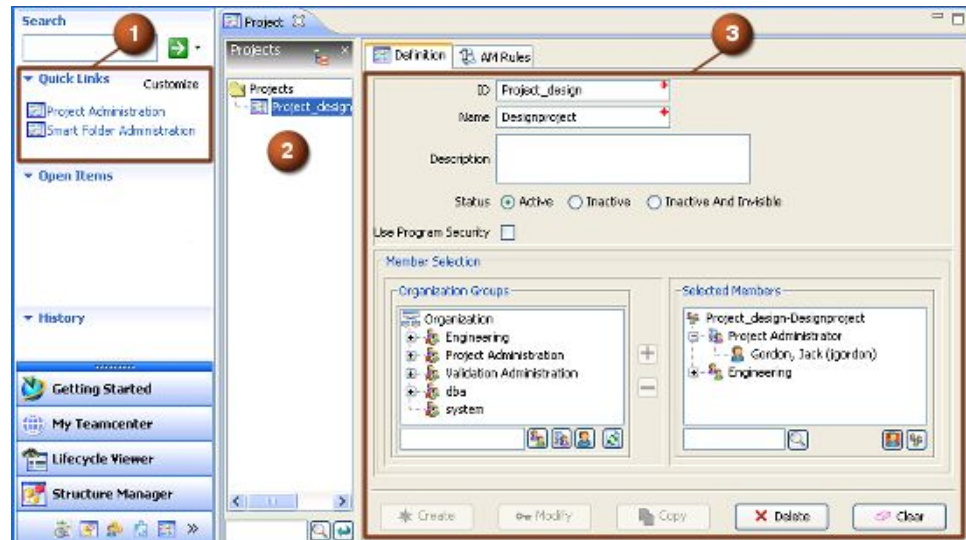 Search
1
Quick Links
Customize
Project Administration
Smart Folder Administration
Open Items
History
Getting Started
My Teamcenter
Lifecycle Viewer
Structure Manager
»
Project
Projects
Projects
Project_design
2
3
Definition
AM Rules
ID Project_design
Name Designproject
Description
Status Active Inactive Inactive And Invisible
Use Program Security
Member Selection
Organization Groups
Organization
Engineering
Project Administration
Validation Administration
dba
system
Selected Members
Project_design-Designproject
Project Administrator
Gordon, Jack (igordon)
Engineering
Create
Modify
Copy
Delete
Clear